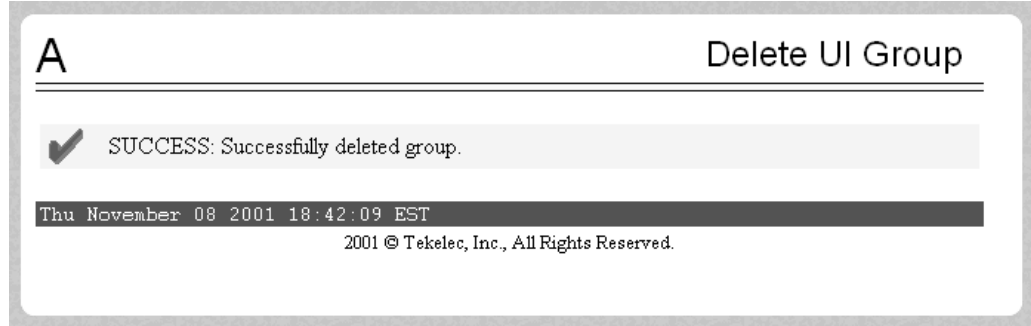 A
Delete UI Group
SUCCESS: Successfully deleted group.
Thu November 08 2001 18:42:09 EST
2001 © Tekelec, Inc., All Rights Reserved.